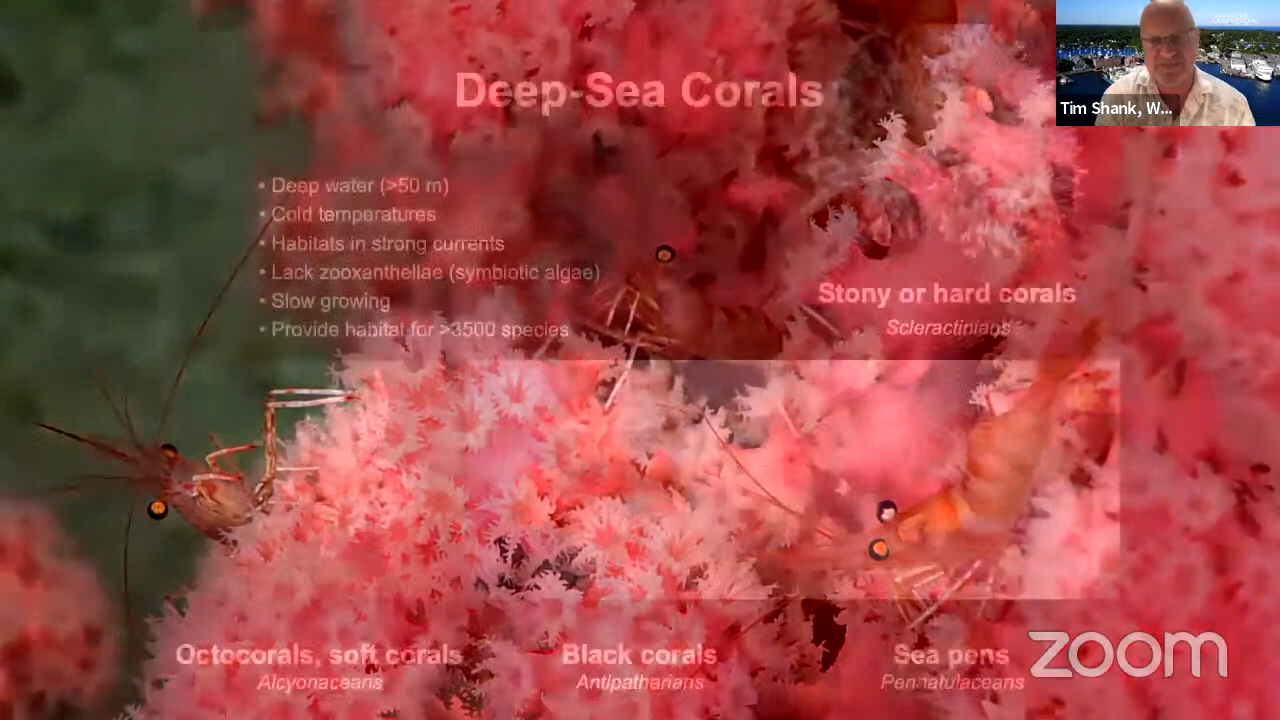 Deep-Sea Corals
Tim Shank, W...
• Deep water (>50 m)
• Cold temperatures
• Habitats in strong currents
• Lack zooxanthellae (symbiotic algae)
• Slow growing
• Provide habitat for >3500 species
Stony or hard corals
Scleractinians
Octocorals, soft corals
Alcyonaceans
Black corals
Antipatharians
Sea pens
Pennatulaceans
zoom